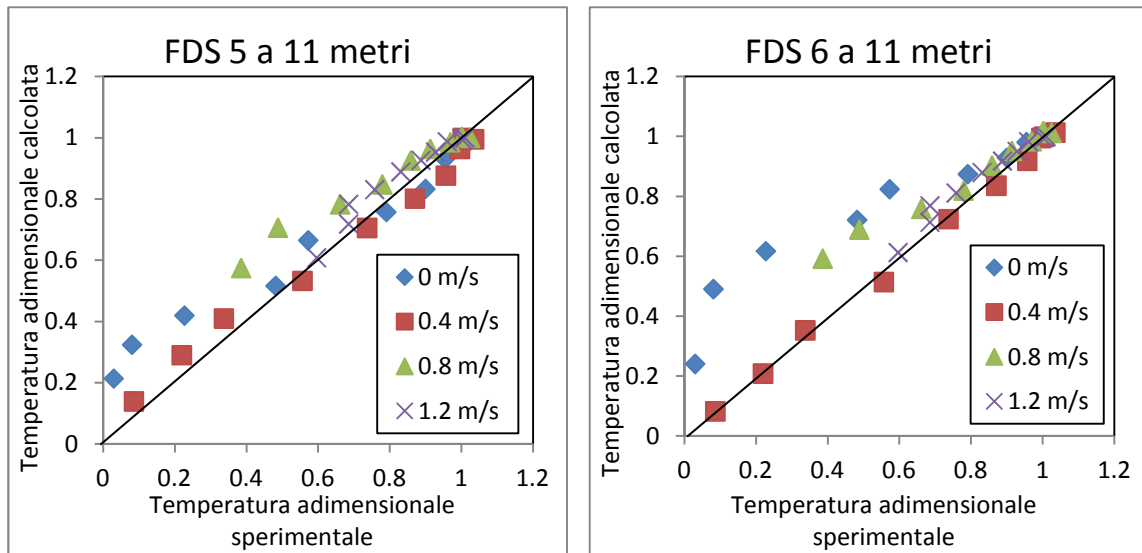 FDS 5 a 11 metri
Temperatura adimensionale calcolata
1.2
1
0.8
0.6
0.4
0.2
0
0 m/s
0.4 m/s
0.8 m/s
1.2 m/s
0 0.2 0.4 0.6 0.8 1 1.2
Temperatura adimensionale
sperimentale
FDS 6 a 11 metri
Temperatura adimensionale calcolata
1.2
1
0.8
0.6
0.4
0.2
0
0 m/s
0.4 m/s
0.8 m/s
1.2 m/s
0 0.2 0.4 0.6 0.8 1 1.2
Temperatura adimensionale
sperimentale